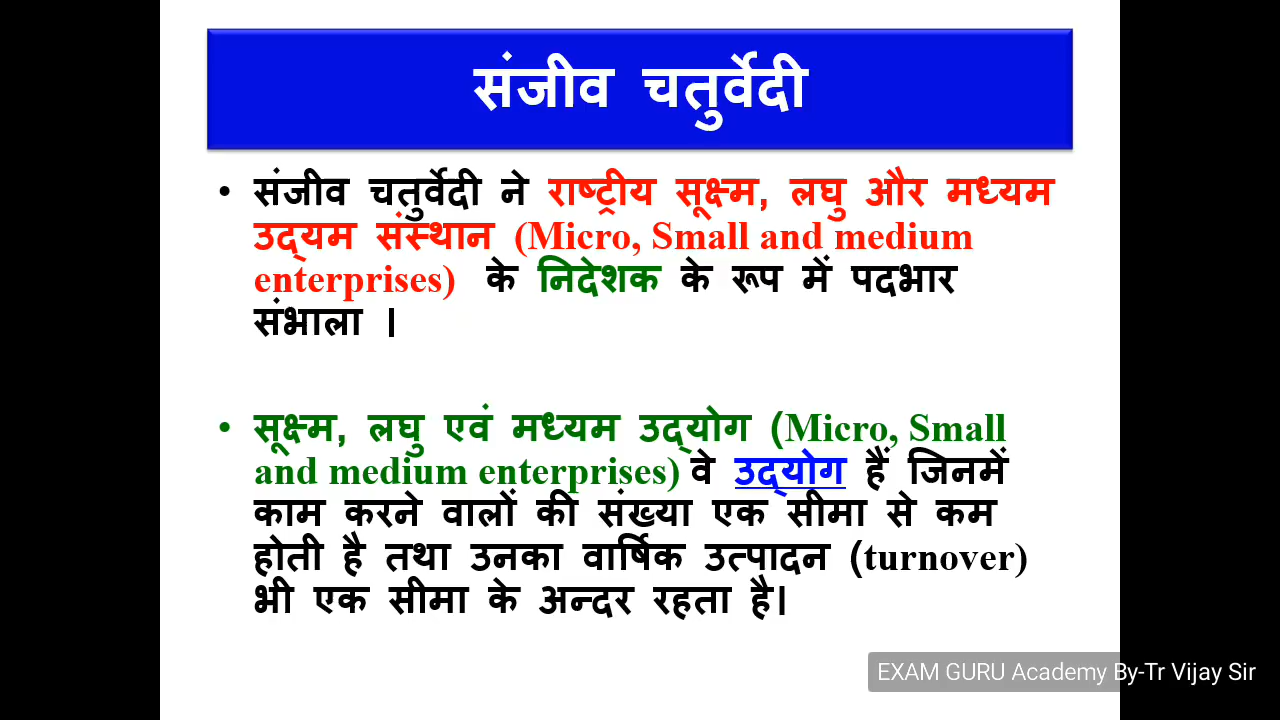 संजीव चतुर्वेदी
• संजीव चतुर्वेदी ने राष्ट्रीय सूक्ष्म, लघु और मध्यम
उद्यम संस्थान (Micro, Small and medium
enterprises) के निदेशक के रूप में पदभार
संभाला ।
• सूक्ष्म, लघु एवं मध्यम उद्योग (Micro, Small
and medium enterprises) वे उद्योग हैं जिनमें
काम करने वालों की संख्या एक सीमा से कम
होती है तथा उनका वार्षिक उत्पादन (turnover)
भी एक सीमा के अन्दर रहता है।
EXAM GURU Academy By-Tr Vijay Sir